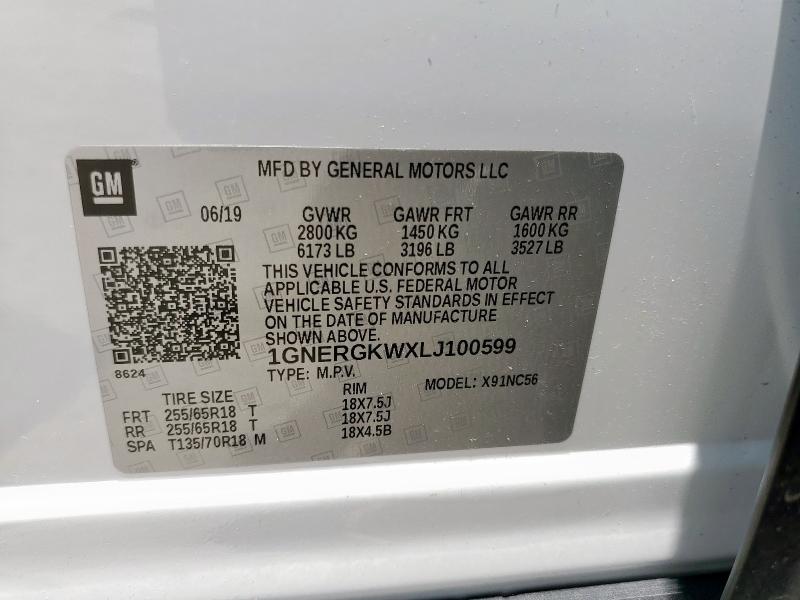 GM
MFD BY GENERAL MOTORS LLC
06/19 GVWR GAWR FRT GAWR RR
2800 KG 1450 KG 1600 KG
6173 LB 3196 LB 3527 LB
THIS VEHICLE CONFORMS TO ALL
APPLICABLE U.S. FEDERAL MOTOR
VEHICLE SAFETY STANDARDS IN EFFECT
ON THE DATE OF MANUFACTURE
SHOWN ABOVE.
1GNERGKWXLJ100599
8624
TYPE: M.P.V. MODEL: X91NC56
TIRE SIZE RIM
FRT 255/65R18 T 18X7.5J
RR 255/65R18 T 18X7.5J
SPA T135/70R18 M 18X4.5B